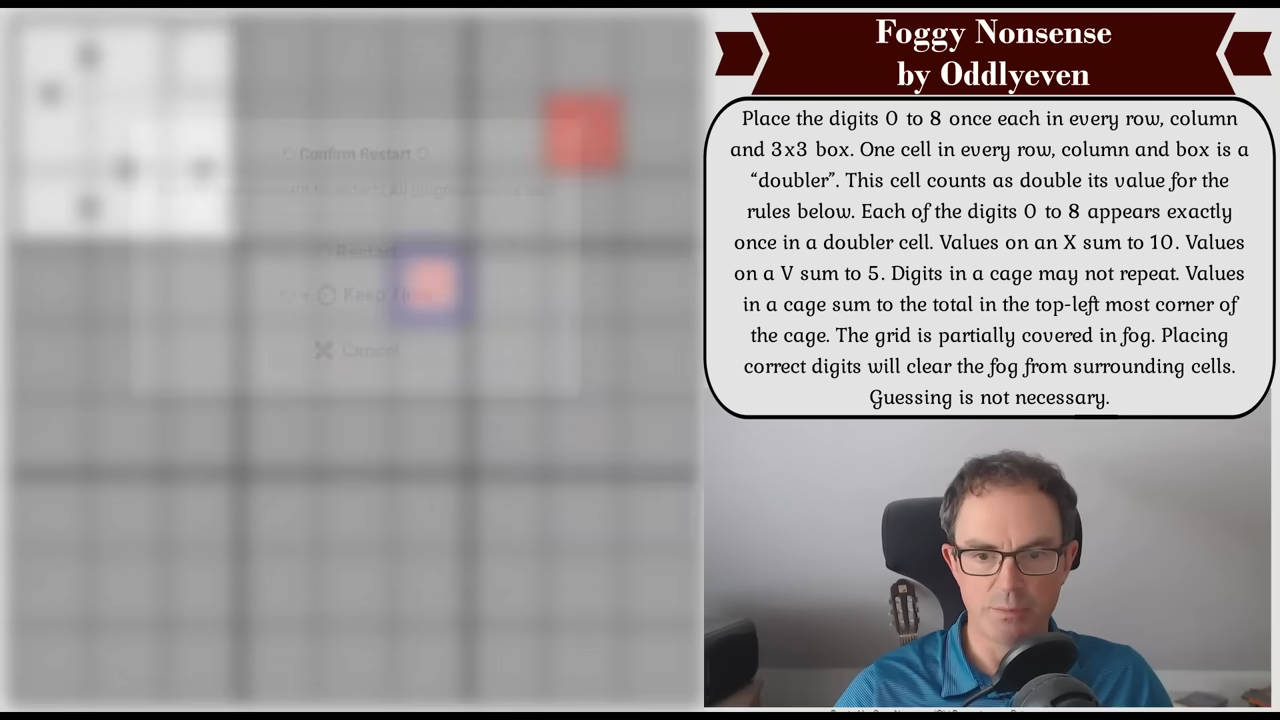 Foggy Nonsense
by Oddlyeven
Place the digits 0 to 8 once each in every row, column
and 3x3 box. One cell in every row, column and box is a
“doubler”. This cell counts as double its value for the
rules below. Each of the digits 0 to 8 appears exactly
once in a doubler cell. Values on an X sum to 10. Values
on a V sum to 5. Digits in a cage may not repeat. Values
in a cage sum to the total in the top-left most corner of
the cage. The grid is partially covered in fog. Placing
correct digits will clear the fog from surrounding cells.
Guessing is not necessary.
Confirm Restart
Restart
Keep
Cancel